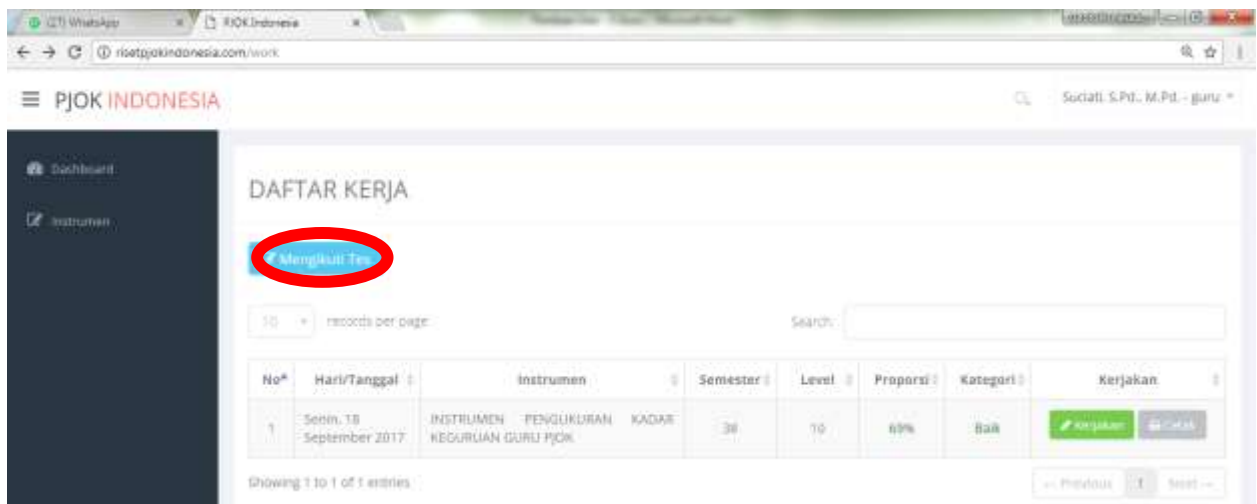 (27) WhatsApp
PJOK Indonesia
risetpjokindonesia.com/work
PJOK INDONESIA
Suciati, S.Pd., M.Pd. - guru
Dashboard
Instrumen
DAFTAR KERJA
Mengikuti Tes
10 records per page
Search:
No Hari/Tanggal Instrumen Semester Level Proporsi Kategori Kerjakan
1 Senin, 18 September 2017 INSTRUMEN PENGUKURAN KADAR KEGURUAN GURU PJOK 10 69% Baik Kerjakan Cetak
Showing 1 to 1 of 1 entries
← Previous 1 Next →